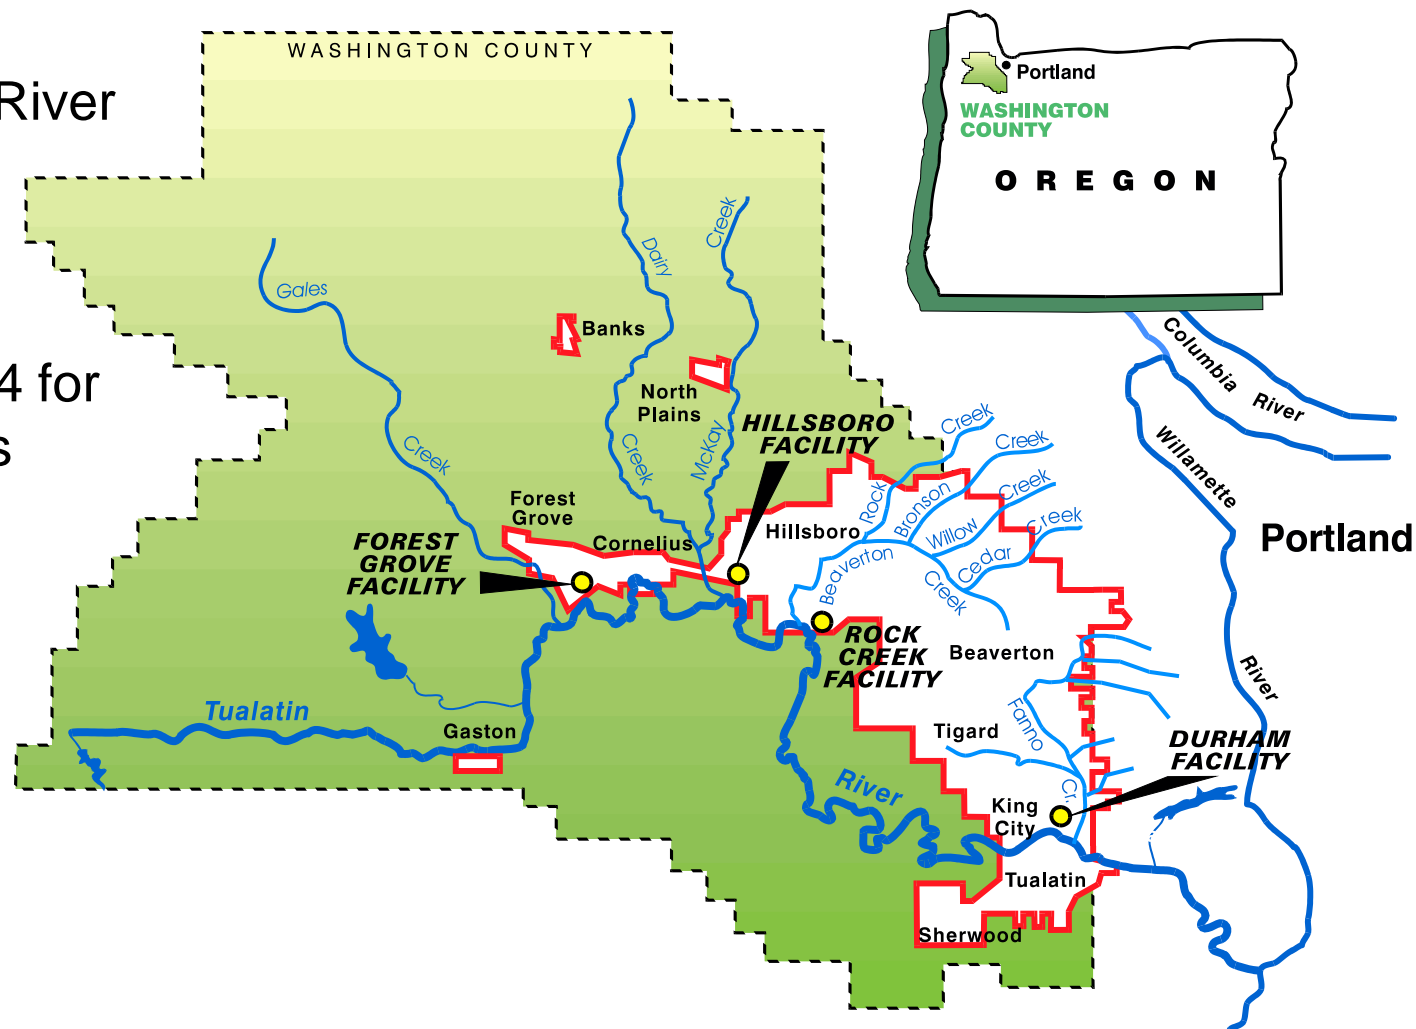 River
4 for
s
WASHINGTON COUNTY
Portland
WASHINGTON
COUNTY
OREGON
Columbia River
Willamette River
Portland
Gales Creek
Dairy Creek
McKay Creek
Banks
North
Plains
HILLSBORO
FACILITY
Rock Creek
Bronson Creek
Willow Creek
Cedar Creek
Beaverton Creek
Forest
Grove
Cornelius
Hillsboro
FOREST
GROVE
FACILITY
ROCK
CREEK
FACILITY
Beaverton
Tualatin River
Gaston
Tigard
Fanno Cr.
DURHAM
FACILITY
King
City
Tualatin
Sherwood